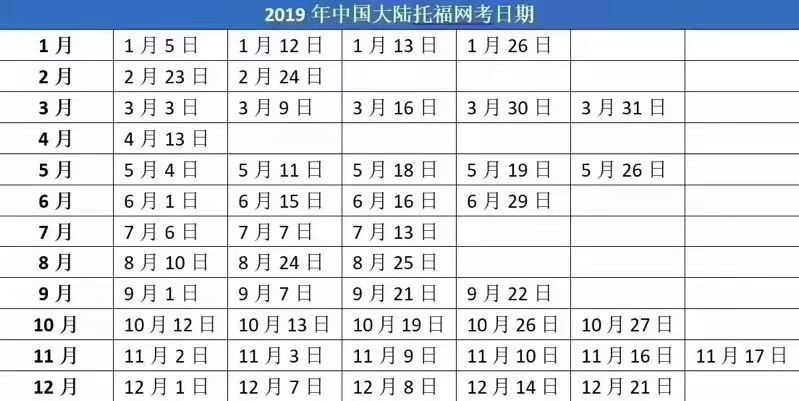 2019 年中国大陆托福网考日期
1 月 1 月 5 日 1 月 12 日 1 月 13 日 1 月 26 日
2 月 2 月 23 日 2 月 24 日
3 月 3 月 3 日 3 月 9 日 3 月 16 日 3 月 30 日 3 月 31 日
4 月 4 月 13 日
5 月 5 月 4 日 5 月 11 日 5 月 18 日 5 月 19 日 5 月 26 日
6 月 6 月 1 日 6 月 15 日 6 月 16 日 6 月 29 日
7 月 7 月 6 日 7 月 7 日 7 月 13 日
8 月 8 月 10 日 8 月 24 日 8 月 25 日
9 月 9 月 1 日 9 月 7 日 9 月 21 日 9 月 22 日
10 月 10 月 12 日 10 月 13 日 10 月 19 日 10 月 26 日 10 月 27 日
11 月 11 月 2 日 11 月 3 日 11 月 9 日 11 月 10 日 11 月 16 日 11 月 17 日
12 月 12 月 1 日 12 月 7 日 12 月 8 日 12 月 14 日 12 月 21 日